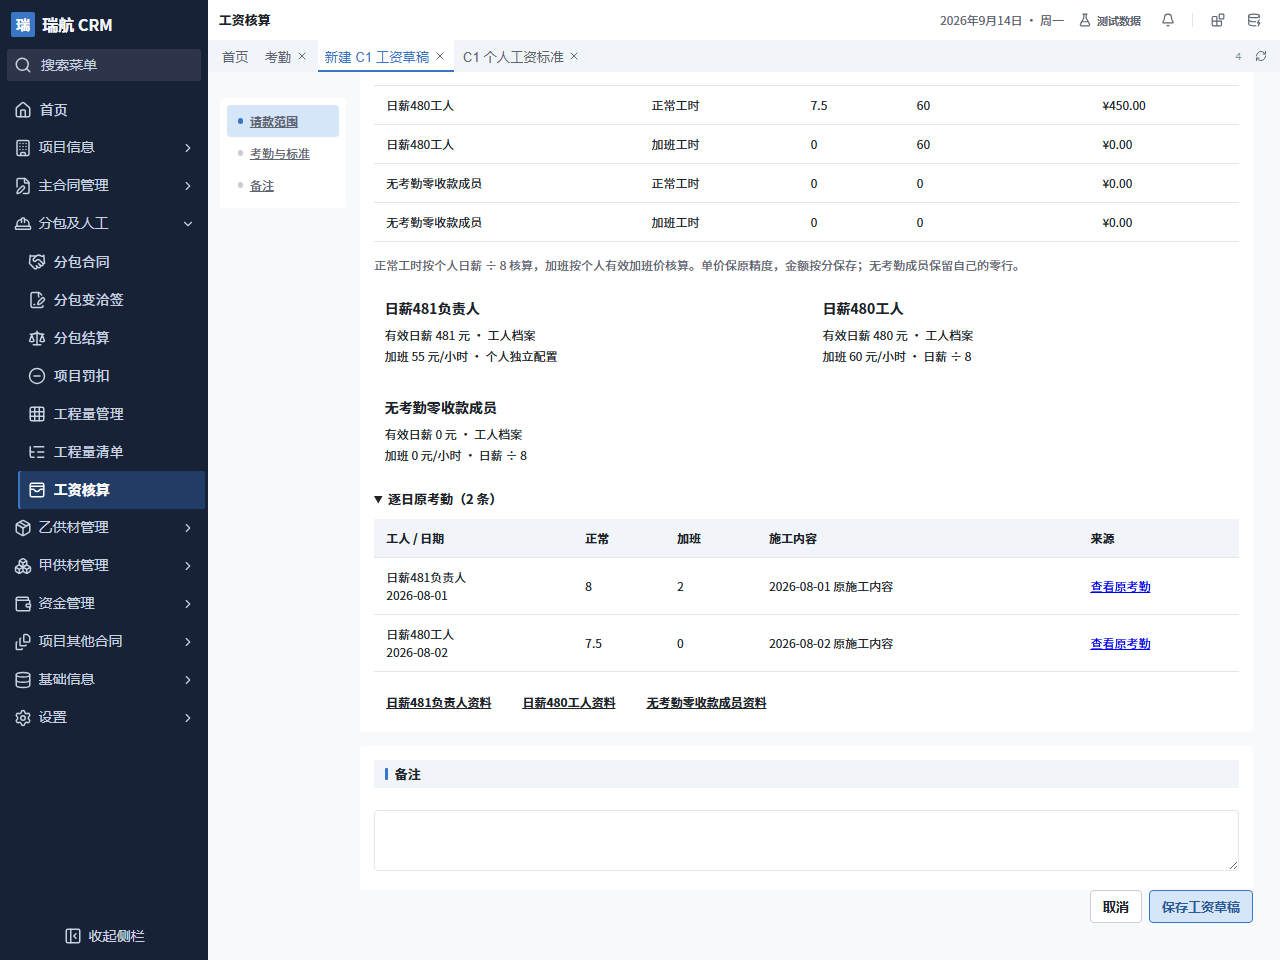 瑞 瑞航 CRM
搜索菜单
首页
项目信息
主合同管理
分包及人工
分包合同
分包变洽签
分包结算
项目罚扣
工程量管理
工程量清单
工资核算
乙供材管理
甲供材管理
资金管理
项目其他合同
基础信息
设置
收起侧栏
工资核算
2026年9月14日 · 周一 测试数据
首页 考勤 新建 C1 工资草稿 C1 个人工资标准 4
请款范围
考勤与标准
备注
日薪480工人 正常工时 7.5 60 ¥450.00
日薪480工人 加班工时 0 60 ¥0.00
无考勤零收款成员 正常工时 0 0 ¥0.00
无考勤零收款成员 加班工时 0 0 ¥0.00
正常工时按个人日薪 ÷ 8 核算，加班按个人有效加班价核算。单价保原精度，金额按分保存；无考勤成员保留自己的零行。
日薪481负责人
有效日薪 481 元 · 工人档案
加班 55 元/小时 · 个人独立配置
日薪480工人
有效日薪 480 元 · 工人档案
加班 60 元/小时 · 日薪 ÷ 8
无考勤零收款成员
有效日薪 0 元 · 工人档案
加班 0 元/小时 · 日薪 ÷ 8
逐日原考勤（2 条）
工人 / 日期 正常 加班 施工内容 来源
日薪481负责人
2026-08-01 8 2 2026-08-01 原施工内容 查看原考勤
日薪480工人
2026-08-02 7.5 0 2026-08-02 原施工内容 查看原考勤
日薪481负责人资料 日薪480工人资料 无考勤零收款成员资料
备注
取消 保存工资草稿